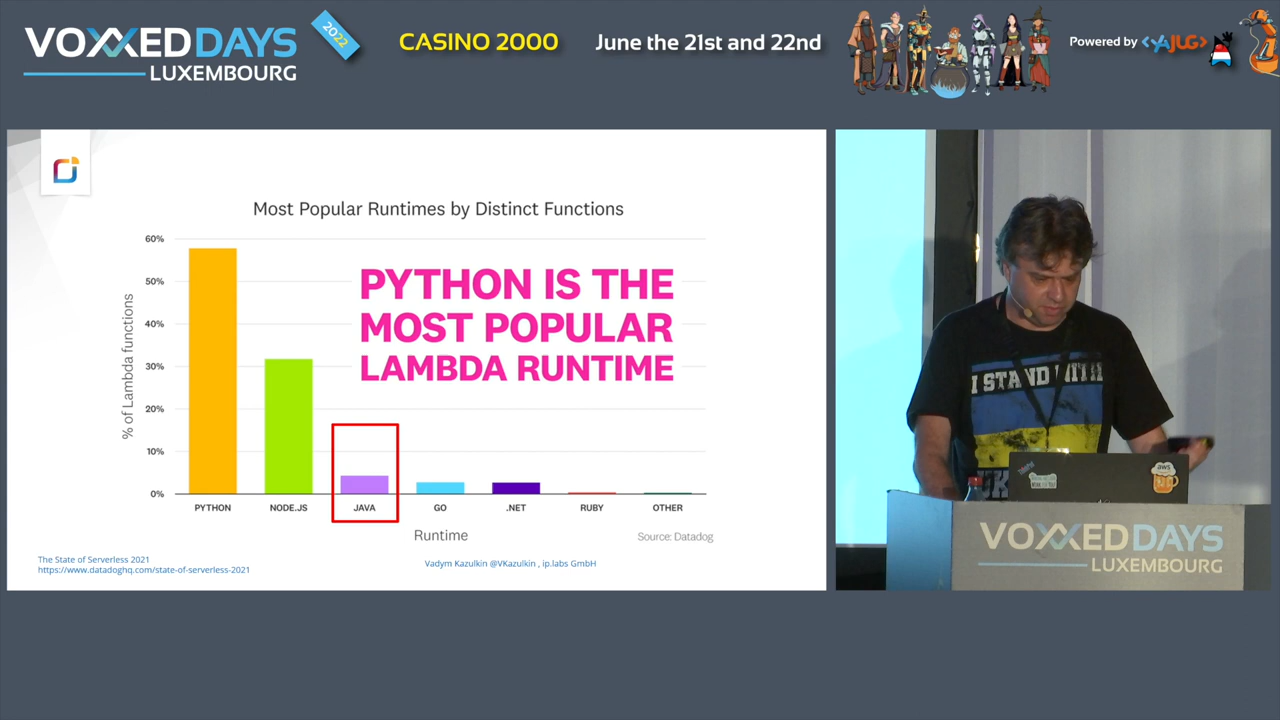 VOXXEDDAYS
LUXEMBOURG
2022
CASINO 2000
June the 21st and 22nd
Powered by <YAJUG>
Most Popular Runtimes by Distinct Functions
% of Lambda functions
60%
50%
40%
30%
20%
10%
0%
PYTHON IS THE
MOST POPULAR
LAMBDA RUNTIME
PYTHON NODE.JS JAVA GO .NET RUBY OTHER
Runtime
Source: Datadog
The State of Serverless 2021
https://www.datadoghq.com/state-of-serverless-2021
Vadym Kazulkin @VKazulkin , ip.labs GmbH
I STAND WITH
UK
aws
VOXXEDDAYS
LUXEMBOURG